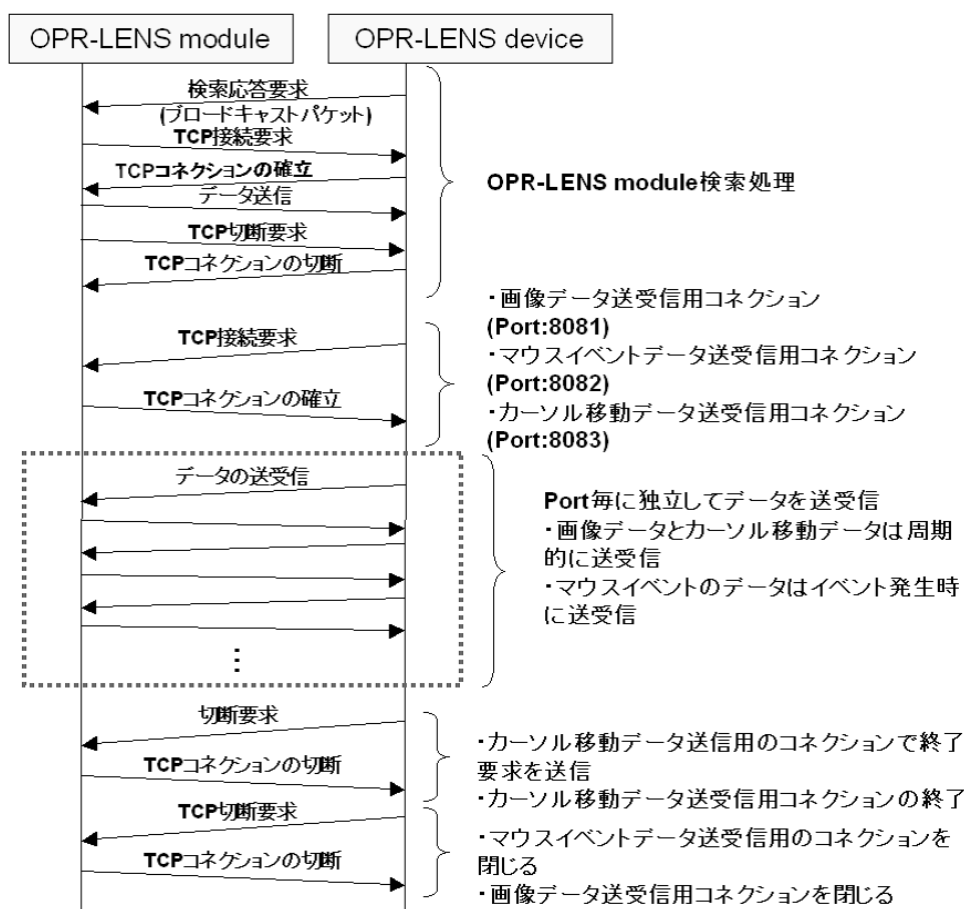 OPR-LENS module
OPR-LENS device
検索応答要求
(ブロードキャストパケット)
TCP接続要求
TCPコネクションの確立
データ送信
TCP切断要求
TCPコネクションの切断
OPR-LENS module検索処理
TCP接続要求
TCPコネクションの確立
・画像データ送受信用コネクション
(Port:8081)
・マウスイベントデータ送受信用コネクション
(Port:8082)
・カーソル移動データ送受信用コネクション
(Port:8083)
データの送受信
Port毎に独立してデータを送受信
・画像データとカーソル移動データは周期
的に送受信
・マウスイベントのデータはイベント発生時
に送受信
切断要求
TCPコネクションの切断
・カーソル移動データ送信用のコネクションで終了
要求を送信
・カーソル移動データ送受信用コネクションの終了
TCP切断要求
TCPコネクションの切断
・マウスイベントデータ送受信用のコネクションを
閉じる
・画像データ送受信用コネクションを閉じる